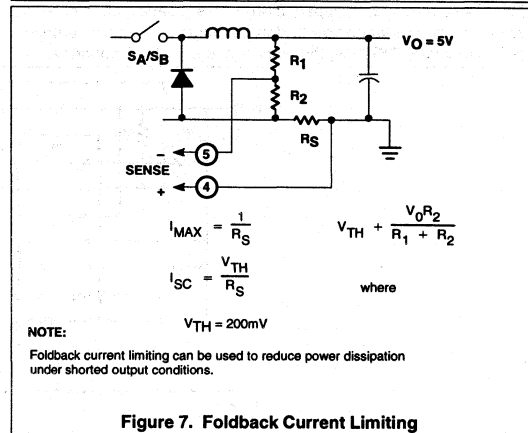 SA/SB
R1
VO = 5V
R2
RS
− 5
SENSE
+ 4
IMAX = 1/RS    VTH + V0R2/(R1 + R2)
ISC = VTH/RS    where
VTH = 200mV
NOTE:
Foldback current limiting can be used to reduce power dissipation
under shorted output conditions.
Figure 7. Foldback Current Limiting